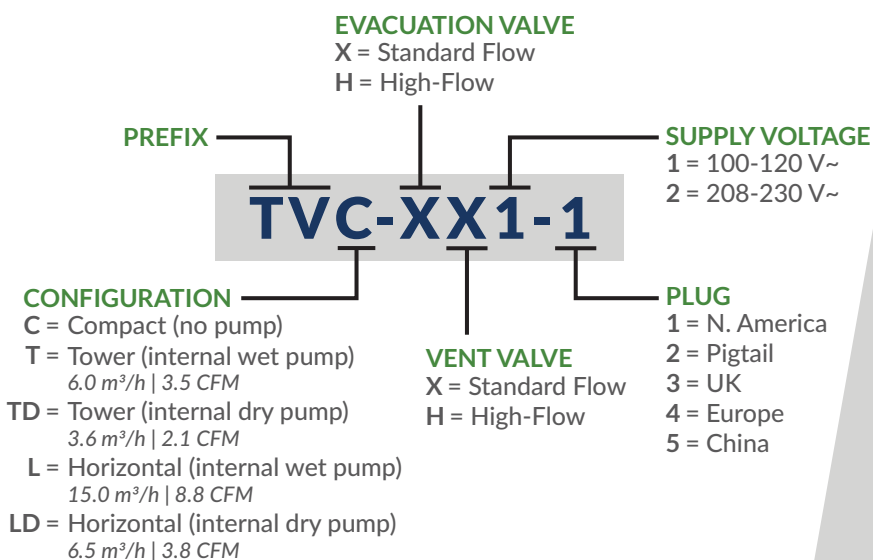 EVACUATION VALVE
X = Standard Flow
H = High-Flow
PREFIX
SUPPLY VOLTAGE
1 = 100-120 V~
2 = 208-230 V~
TVC-XX1-1
CONFIGURATION
C = Compact (no pump)
T = Tower (internal wet pump)
6.0 m³/h | 3.5 CFM
TD = Tower (internal dry pump)
3.6 m³/h | 2.1 CFM
L = Horizontal (internal wet pump)
15.0 m³/h | 8.8 CFM
LD = Horizontal (internal dry pump)
6.5 m³/h | 3.8 CFM
VENT VALVE
X = Standard Flow
H = High-Flow
PLUG
1 = N. America
2 = Pigtail
3 = UK
4 = Europe
5 = China